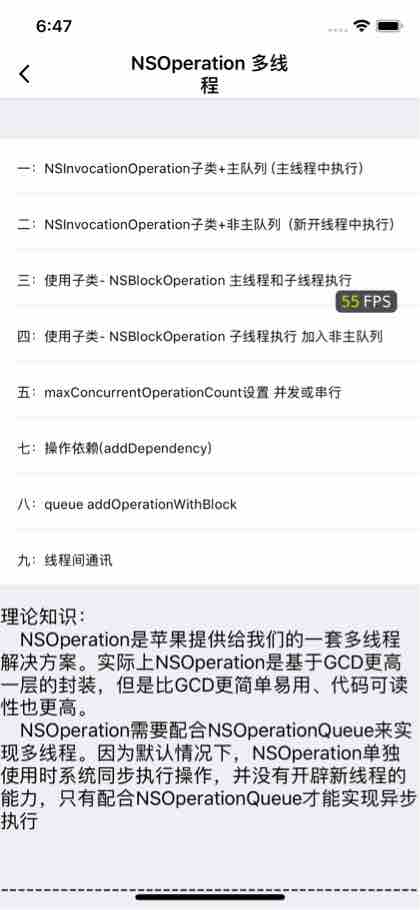 6:47
NSOperation 多线
程
一：NSInvocationOperation子类+主队列 (主线程中执行)
二：NSInvocationOperation子类+非主队列（新开线程中执行)
三：使用子类- NSBlockOperation 主线程和子线程执行
55 FPS
四：使用子类- NSBlockOperation 子线程执行 加入非主队列
五：maxConcurrentOperationCount设置 并发或串行
七：操作依赖(addDependency)
八：queue addOperationWithBlock
九：线程间通讯
理论知识：
NSOperation是苹果提供给我们的一套多线程
解决方案。实际上NSOperation是基于GCD更高
一层的封装，但是比GCD更简单易用、代码可读
性也更高。
NSOperation需要配合NSOperationQueue来实
现多线程。因为默认情况下，NSOperation单独
使用时系统同步执行操作，并没有开辟新线程的
能力，只有配合NSOperationQueue才能实现异步
执行